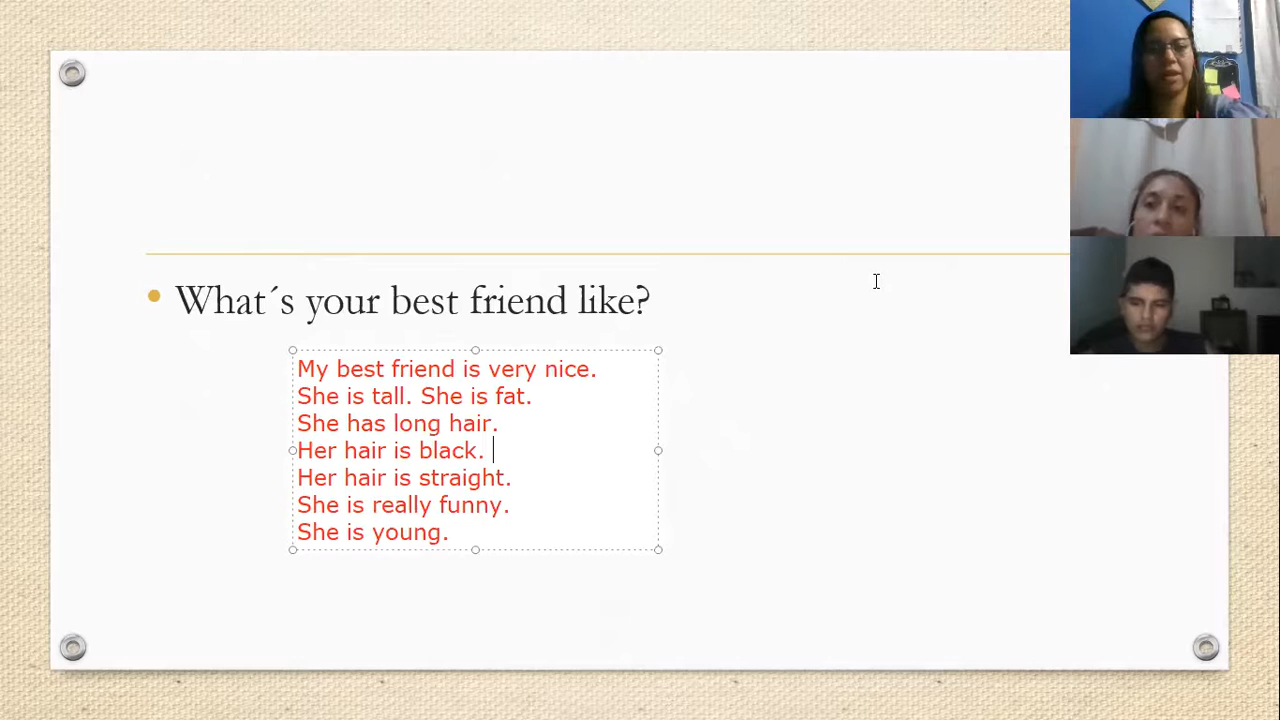 What´s your best friend like?
My best friend is very nice.
She is tall. She is fat.
She has long hair.
Her hair is black.
Her hair is straight.
She is really funny.
She is young.